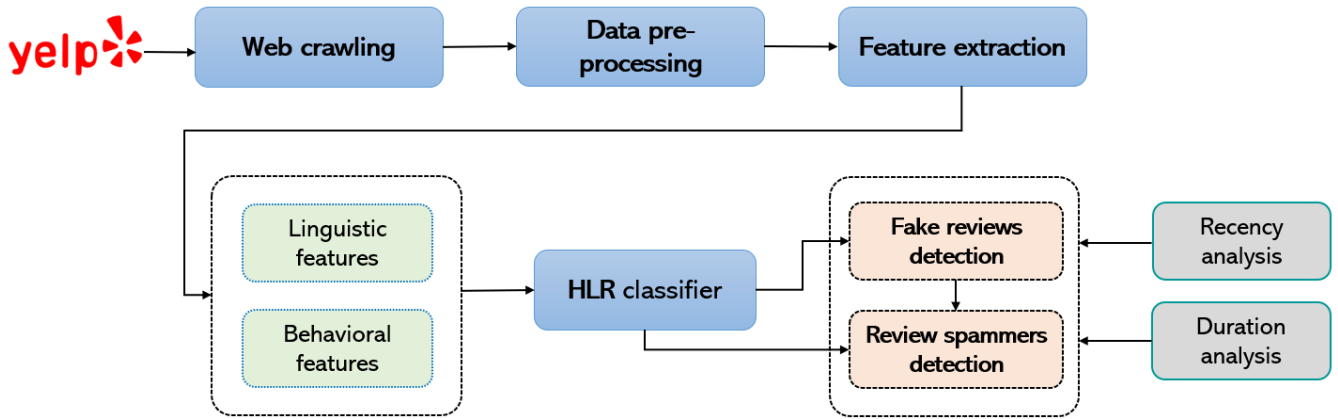 yelp
Web crawling
Data pre-
processing
Feature extraction
Linguistic
features
Behavioral
features
HLR classifier
Fake reviews
detection
Review spammers
detection
Recency
analysis
Duration
analysis